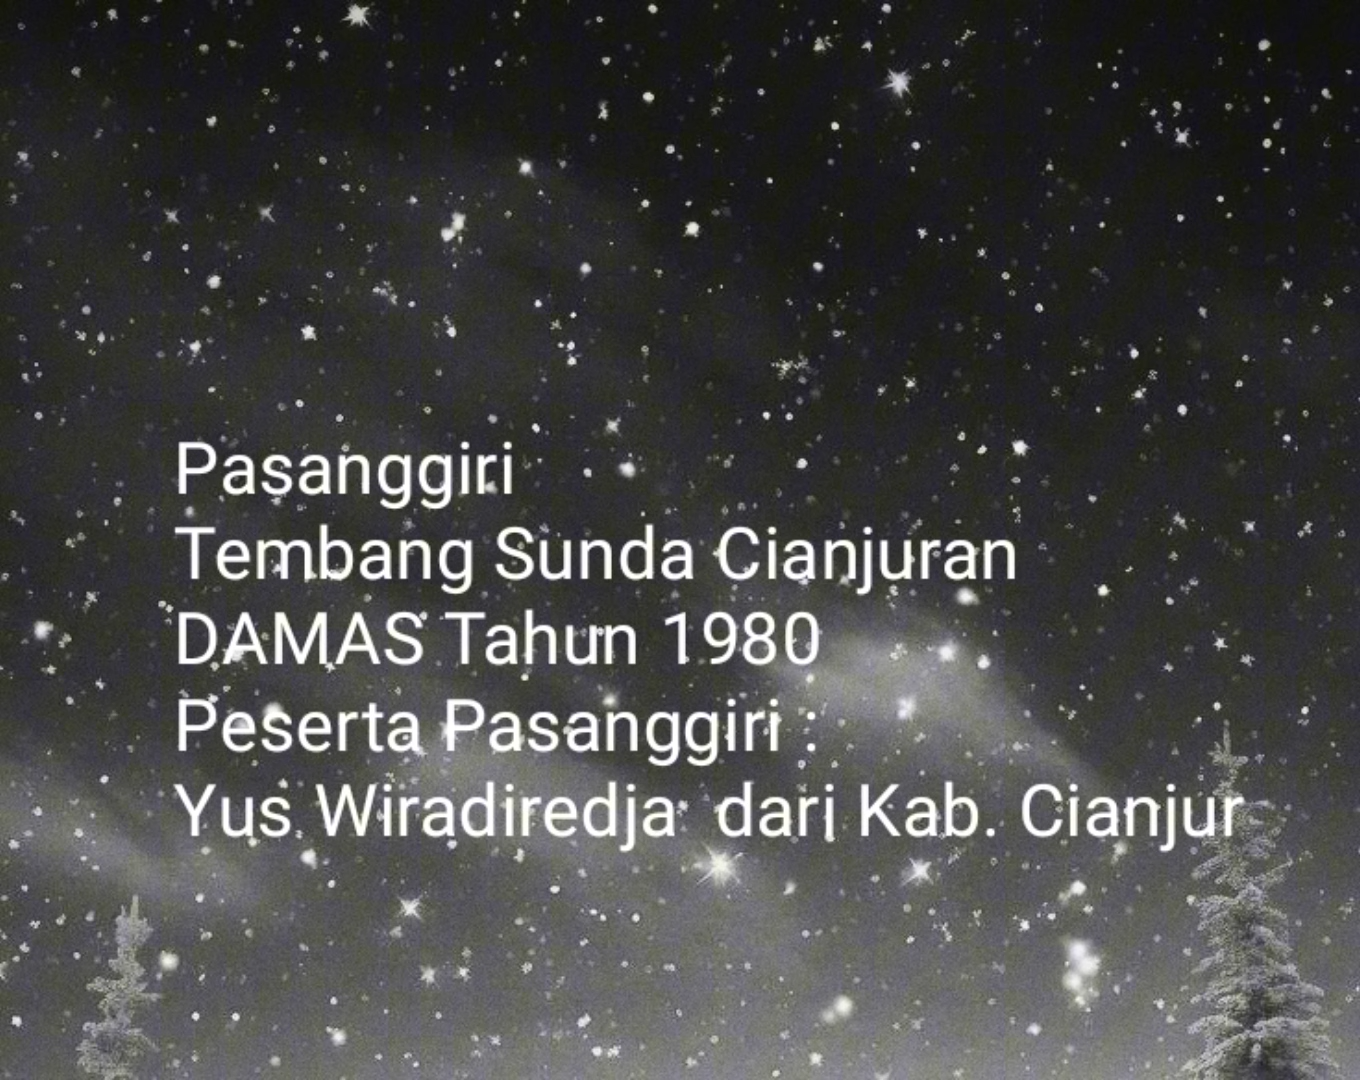 Pasanggiri
Tembang Sunda Cianjuran
DAMAS Tahun 1980
Peserta Pasanggiri :
Yus Wiradiredja  dari Kab. Cianjur